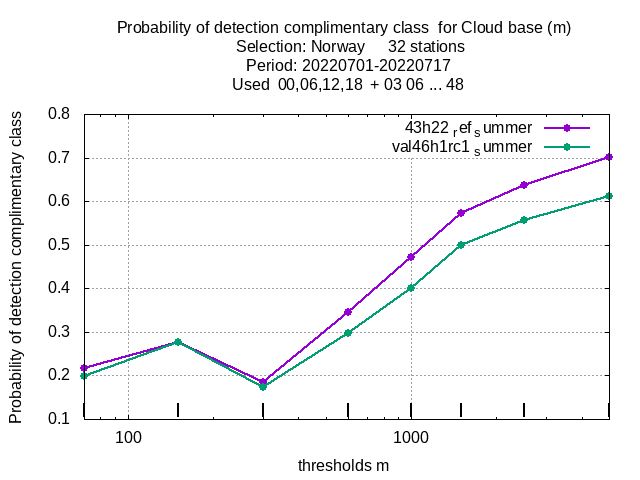 Probability of detection complimentary class  for Cloud base (m)
Selection: Norway     32 stations
Period: 20220701-20220717
Used  00,06,12,18  + 03 06 ... 48
43h22 refsummer
val46h1rc1 summer
Probability of detection complimentary class
0.8
0.7
0.6
0.5
0.4
0.3
0.2
0.1
100
1000
thresholds m